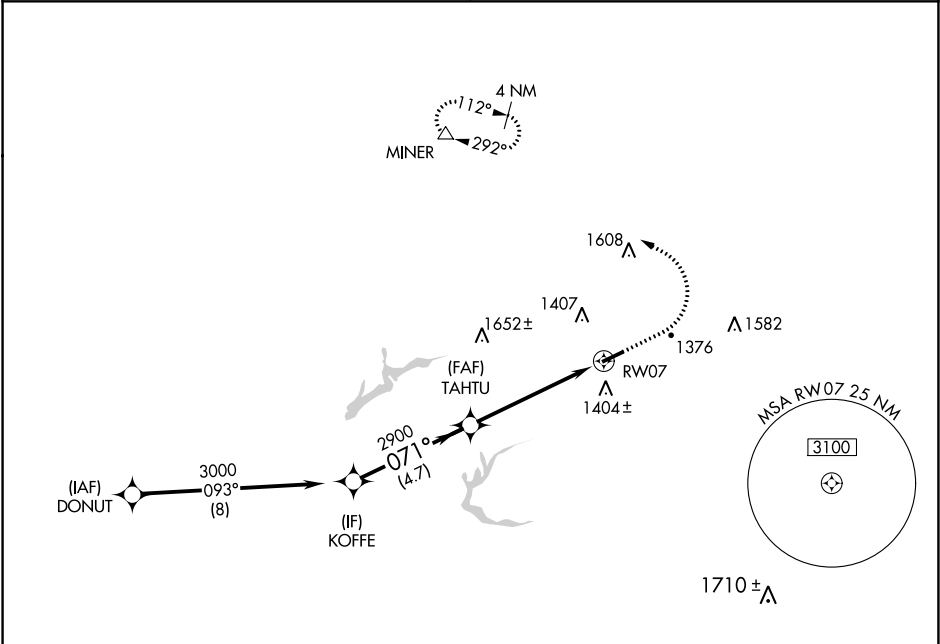 4 NM
112°
292°
MINER
1608
1407
1652±
1582
1376
(FAF)
TAHTU
RW07
1404±
MSA RW07 25 NM
3100
2900
071°
(4.7)
3000
093°
(8)
(IAF)
DONUT
(IF)
KOFFE
1710±